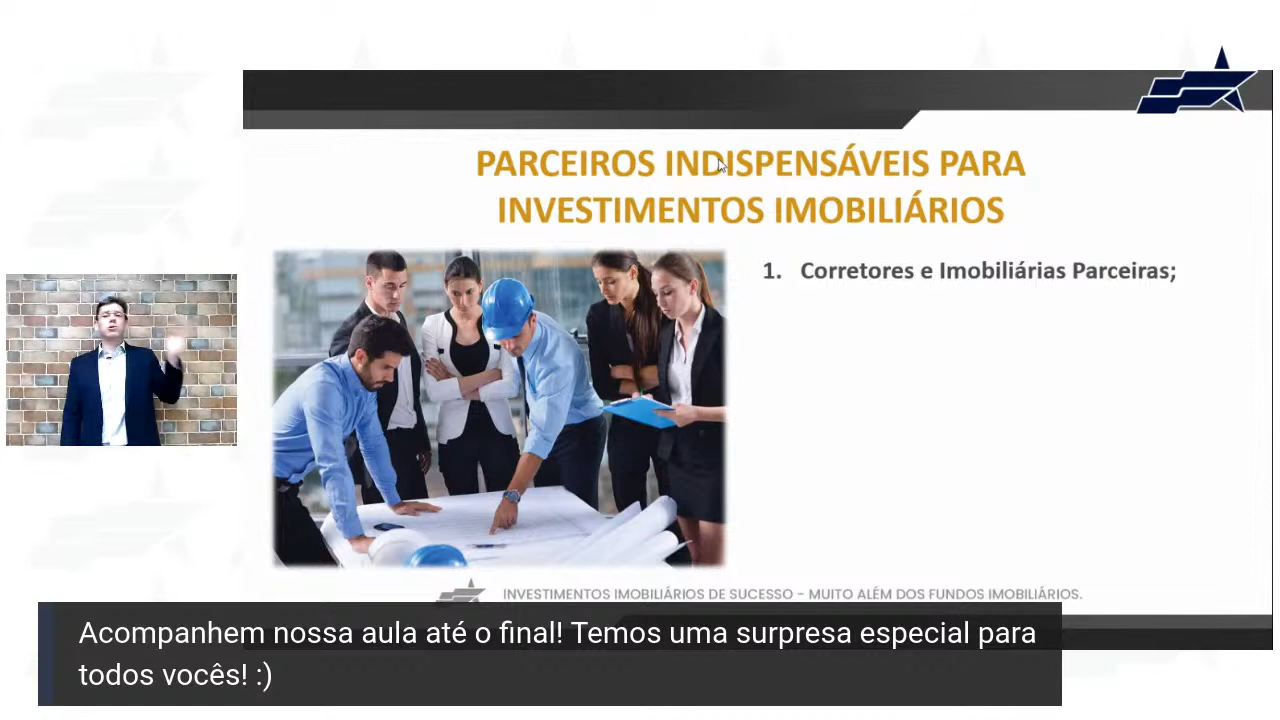 PARCEIROS INDISPENSÁVEIS PARA
INVESTIMENTOS IMOBILIÁRIOS
1. Corretores e Imobiliárias Parceiras;
INVESTIMENTOS IMOBILIÁRIOS DE SUCESSO - MUITO ALÉM DOS FUNDOS IMOBILIÁRIOS.
Acompanhem nossa aula até o final! Temos uma surpresa especial para
todos vocês! :)